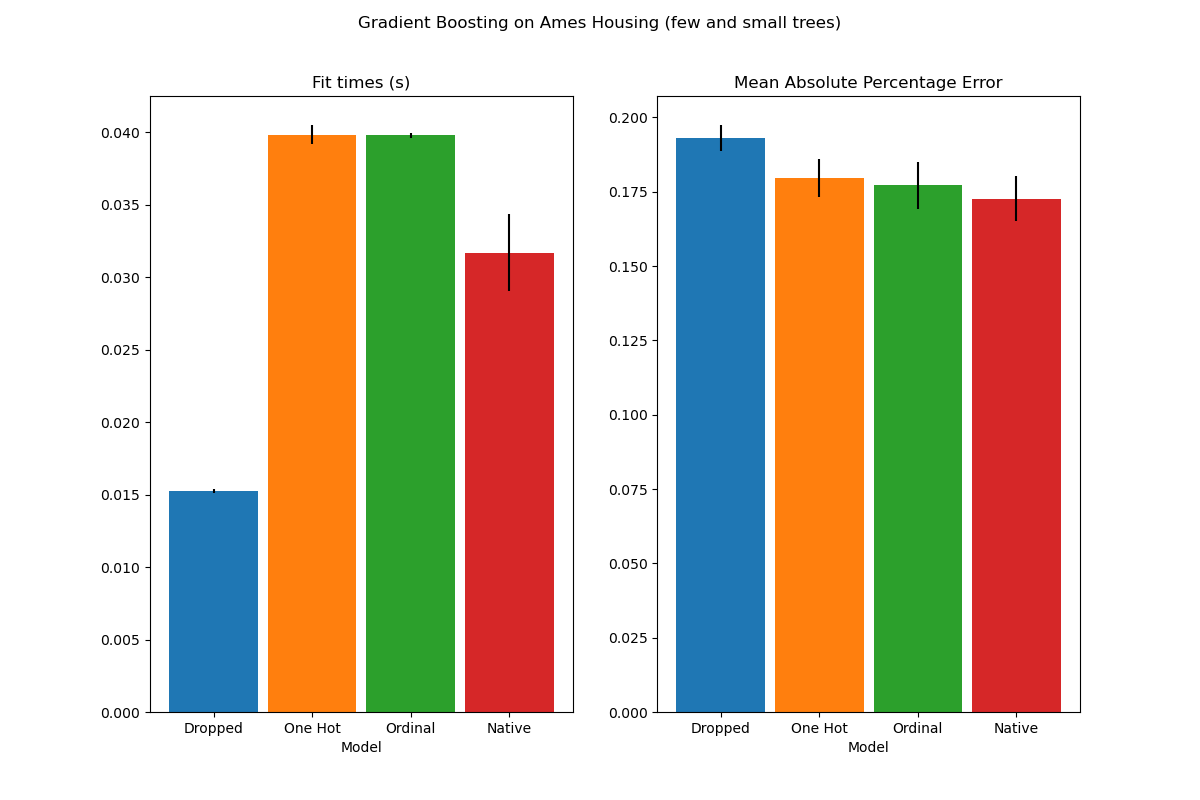 Gradient Boosting on Ames Housing (few and small trees)
Fit times (s)
0.040
0.035
0.030
0.025
0.020
0.015
0.010
0.005
0.000
Dropped One Hot Ordinal Native
Model
Mean Absolute Percentage Error
0.200
0.175
0.150
0.125
0.100
0.075
0.050
0.025
0.000
Dropped One Hot Ordinal Native
Model